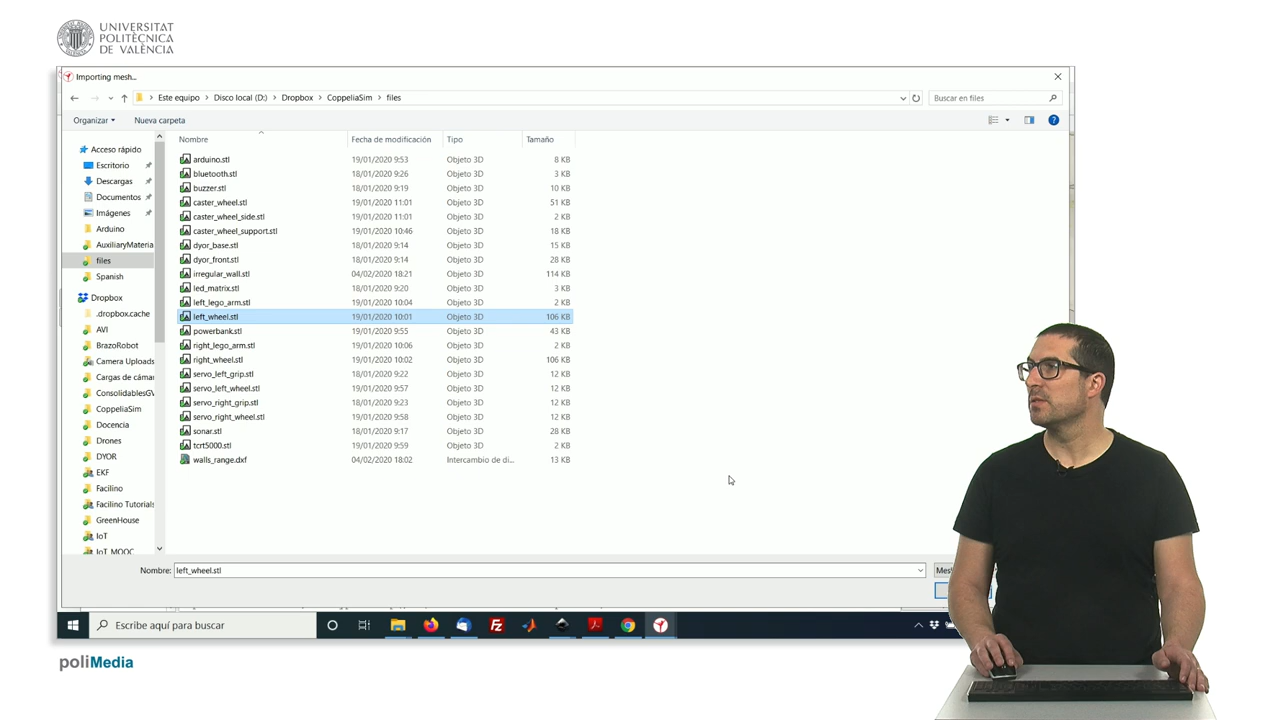 UNIVERSITAT
POLITÈCNICA
DE VALÈNCIA
Importing mesh...
Este equipo > Disco local (D:) > Dropbox > CoppeliaSim > files
Buscar en files
Organizar
Nueva carpeta
Nombre Fecha de modificación Tipo Tamaño
Acceso rápido
Escritorio
Descargas
Documentos
Imágenes
Arduino
AuxiliaryMateria
files
Spanish
Dropbox
.dropbox.cache
AVI
BrazoRobot
Camera Uploads
Cargas de cámar
ConsolidablesGV
CoppeliaSim
Docencia
Drones
DYOR
EKF
Facilino
Facilino Tutorials
GreenHouse
IoT
IoT_MOOC
arduino.stl 19/01/2020 9:53 Objeto 3D 8 KB
bluetooth.stl 18/01/2020 9:26 Objeto 3D 3 KB
buzzer.stl 18/01/2020 9:19 Objeto 3D 10 KB
caster_wheel.stl 19/01/2020 11:01 Objeto 3D 51 KB
caster_wheel_side.stl 19/01/2020 11:01 Objeto 3D 2 KB
caster_wheel_support.stl 19/01/2020 10:46 Objeto 3D 18 KB
dyor_base.stl 18/01/2020 9:14 Objeto 3D 15 KB
dyor_front.stl 18/01/2020 9:14 Objeto 3D 28 KB
irregular_wall.stl 04/02/2020 18:21 Objeto 3D 114 KB
led_matrix.stl 18/01/2020 9:20 Objeto 3D 3 KB
left_lego_arm.stl 19/01/2020 10:04 Objeto 3D 2 KB
left_wheel.stl 19/01/2020 10:01 Objeto 3D 106 KB
powerbank.stl 19/01/2020 9:55 Objeto 3D 43 KB
right_lego_arm.stl 19/01/2020 10:06 Objeto 3D 2 KB
right_wheel.stl 19/01/2020 10:02 Objeto 3D 106 KB
servo_left_grip.stl 18/01/2020 9:22 Objeto 3D 12 KB
servo_left_wheel.stl 19/01/2020 9:57 Objeto 3D 12 KB
servo_right_grip.stl 18/01/2020 9:23 Objeto 3D 12 KB
servo_right_wheel.stl 19/01/2020 9:58 Objeto 3D 12 KB
sonar.stl 18/01/2020 9:17 Objeto 3D 28 KB
tcrt5000.stl 19/01/2020 9:59 Objeto 3D 2 KB
walls_range.dxf 04/02/2020 18:02 Intercambio de di... 13 KB
Nombre: left_wheel.stl
Mes
Escribe aquí para buscar
poliMedia